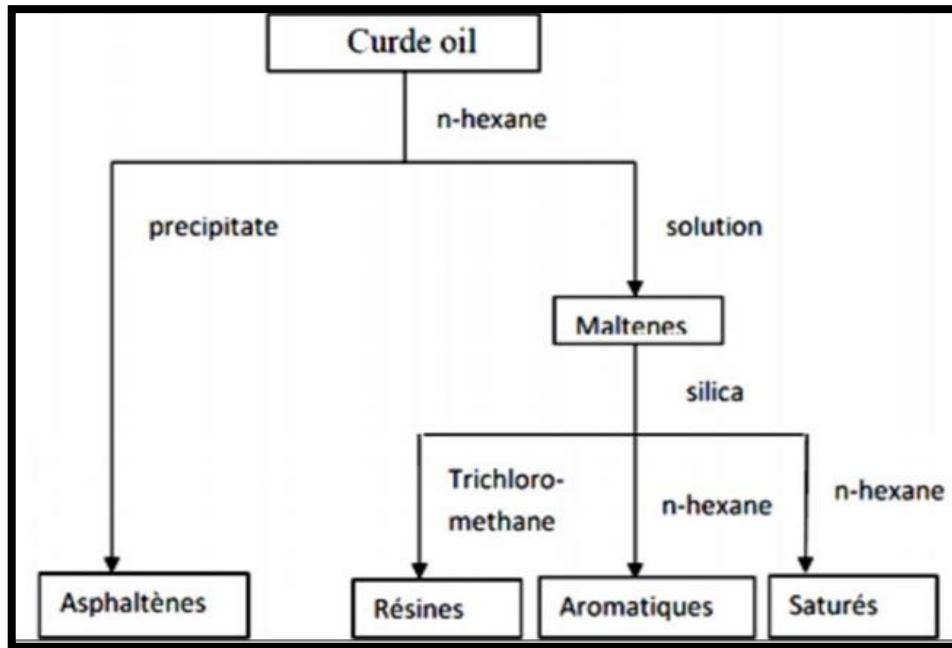 Curde oil
n-hexane
precipitate
solution
Maltenes
silica
Trichloro-
methane
n-hexane
n-hexane
Asphaltènes
Résines
Aromatiques
Saturés